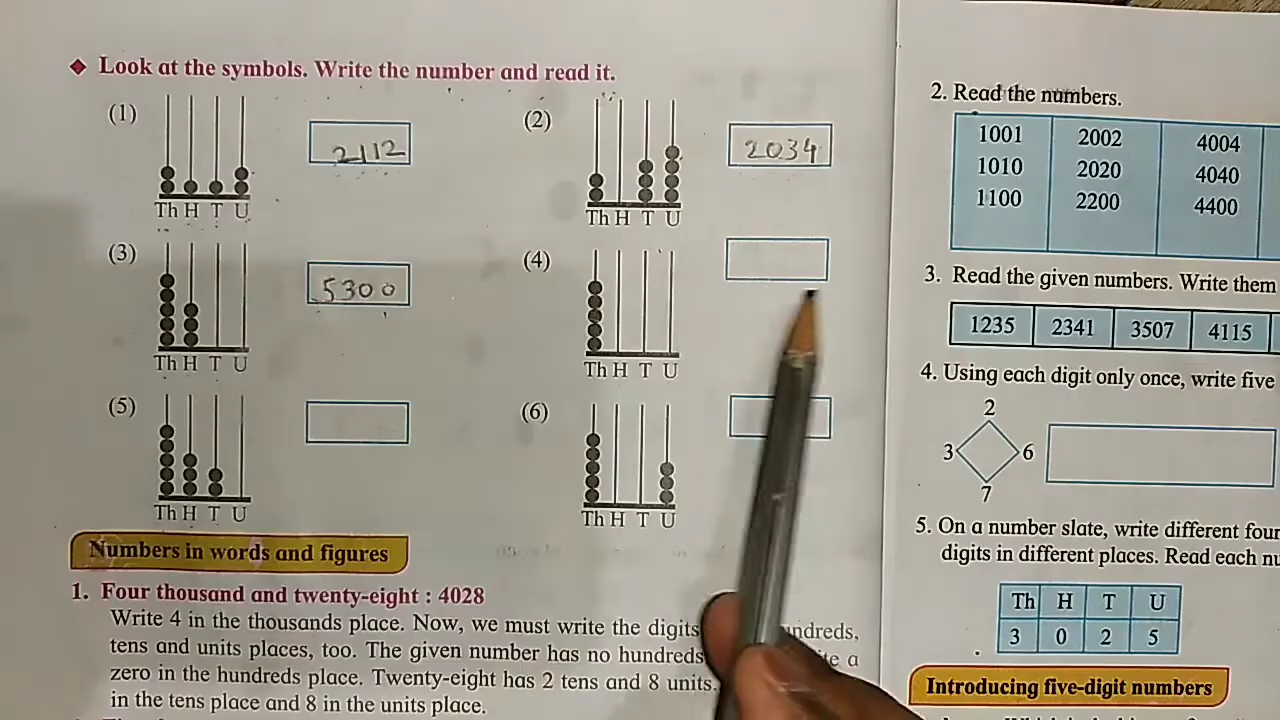 ❖ Look at the symbols. Write the number and read it.
(1)
2112
Th H T U
(2)
2034
Th H T U
(3)
5300
Th H T U
(4)
Th H T U
(5)
Th H T U
(6)
Th H T U
Numbers in words and figures
1. Four thousand and twenty-eight : 4028
Write 4 in the thousands place. Now, we must write the digits
tens and units places, too. The given number has no hundreds
zero in the hundreds place. Twenty-eight has 2 tens and 8 units.
in the tens place and 8 in the units place.
2. Read the numbers.
1001 2002 4004
1010 2020 4040
1100 2200 4400
3. Read the given numbers. Write them
1235 2341 3507 4115
4. Using each digit only once, write five
2
3 6
7
5. On a number slate, write different four
digits in different places. Read each
Th H T U
3 0 2 5
Introducing five-digit numbers